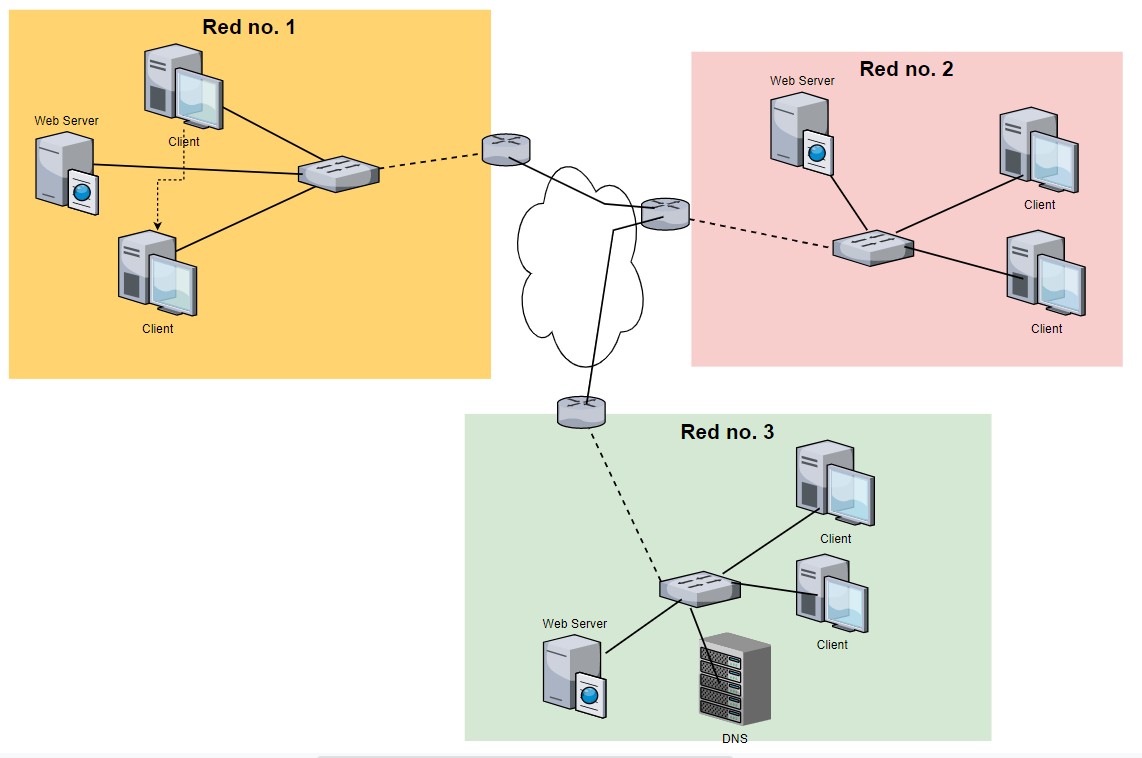 Red no. 1
Client
Web Server
Client
Red no. 2
Web Server
Client
Client
Red no. 3
Client
Client
Web Server
DNS